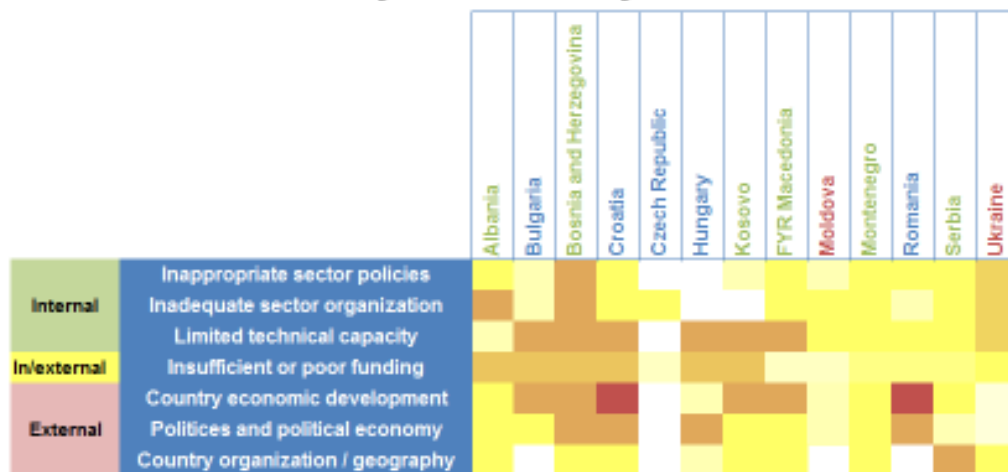 Albania
Bulgaria
Bosnia and Herzegovina
Croatia
Czech Republic
Hungary
Kosovo
FYR Macedonia
Moldova
Montenegro
Romania
Serbia
Ukraine
Internal
Inappropriate sector policies
Inadequate sector organization
Limited technical capacity
In/external
Insufficient or poor funding
External
Country economic development
Politices and political economy
Country organization / geography